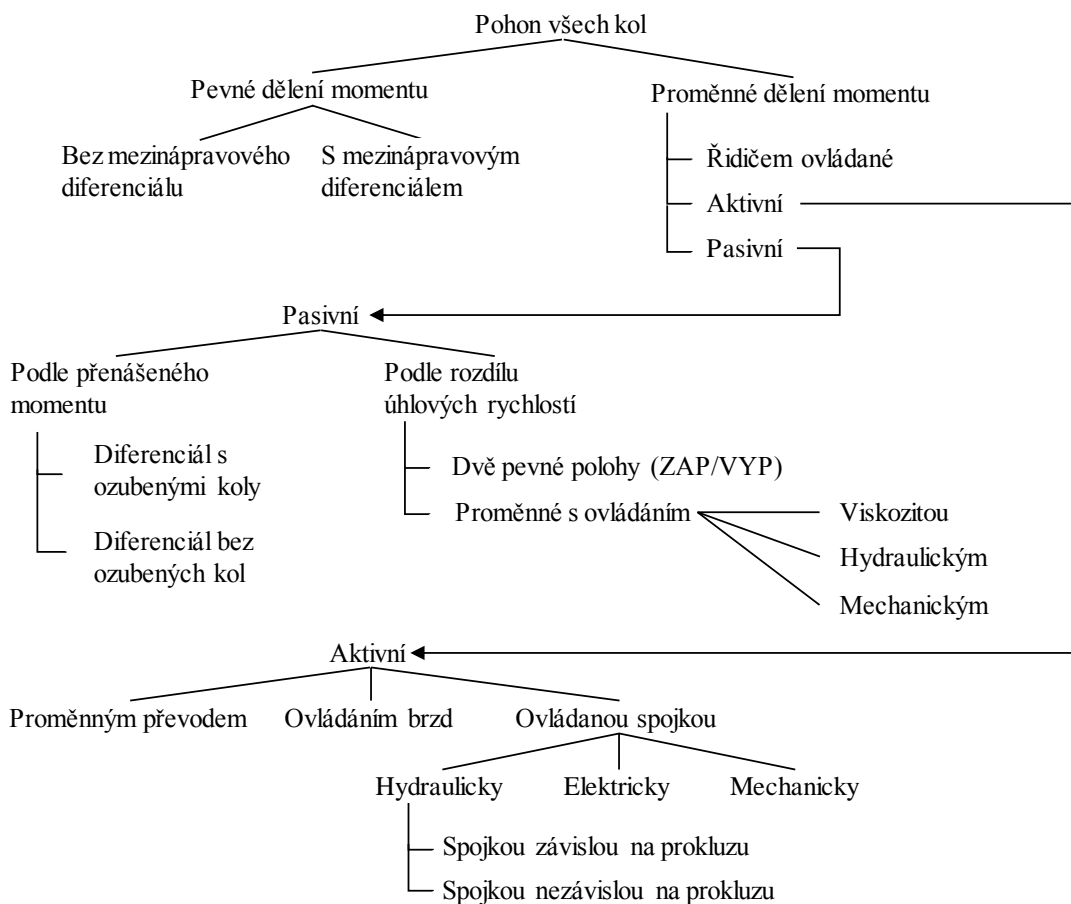 Pohon všech kol
Pevné dělení momentu
Proměnné dělení momentu
Bez mezinápravového
diferenciálu
S mezinápravovým
diferenciálem
Řidičem ovládané
Aktivní
Pasivní
Pasivní
Podle přenášeného
momentu
Podle rozdílu
úhlových rychlostí
Diferenciál s
ozubenými koly
Diferenciál bez
ozubených kol
Dvě pevné polohy (ZAP/VYP)
Proměnné s ovládáním
Viskozitou
Hydraulickým
Mechanickým
Aktivní
Proměnným převodem
Ovládáním brzd
Ovládanou spojkou
Hydraulicky
Elektricky
Mechanicky
Spojkou závislou na prokluzu
Spojkou nezávislou na prokluzu